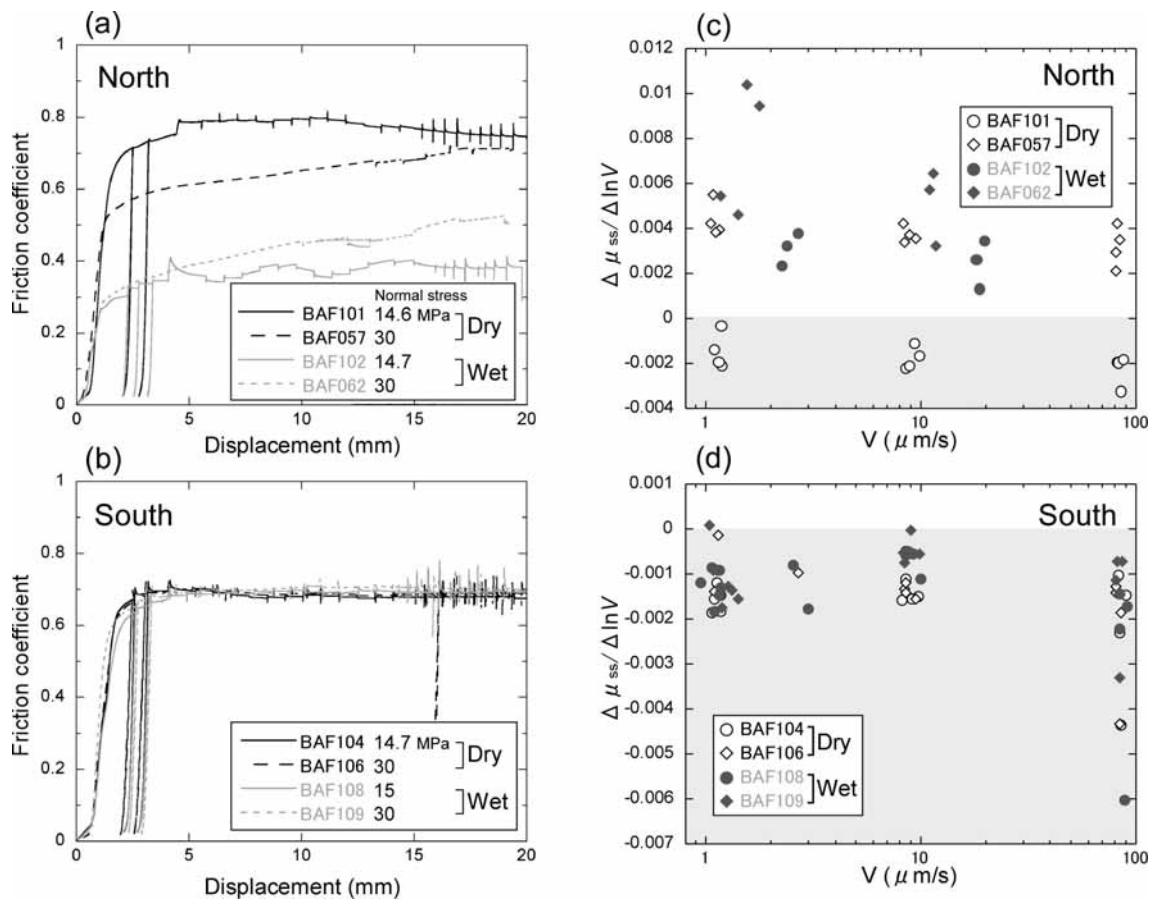 (a)
North
Friction coefficient
1
0.8
0.6
0.4
0.2
0
Normal stress
BAF101 14.6 MPa
BAF057 30
Dry
BAF102 14.7
BAF062 30
Wet
0 5 10 15 20
Displacement (mm)
(b)
South
Friction coefficient
1
0.8
0.6
0.4
0.2
0
BAF104 14.7 MPa
BAF106 30
Dry
BAF108 15
BAF109 30
Wet
0 5 10 15 20
Displacement (mm)
(c)
North
Δ μ ss / Δ lnV
0.012
0.01
0.008
0.006
0.004
0.002
0
-0.002
-0.004
BAF101
BAF057
Dry
BAF102
BAF062
Wet
1 10 100
V ( μ m/s)
(d)
South
Δ μ ss / Δ lnV
0.001
0
-0.001
-0.002
-0.003
-0.004
-0.005
-0.006
-0.007
BAF104
BAF106
Dry
BAF108
BAF109
Wet
1 10 100
V ( μ m/s)